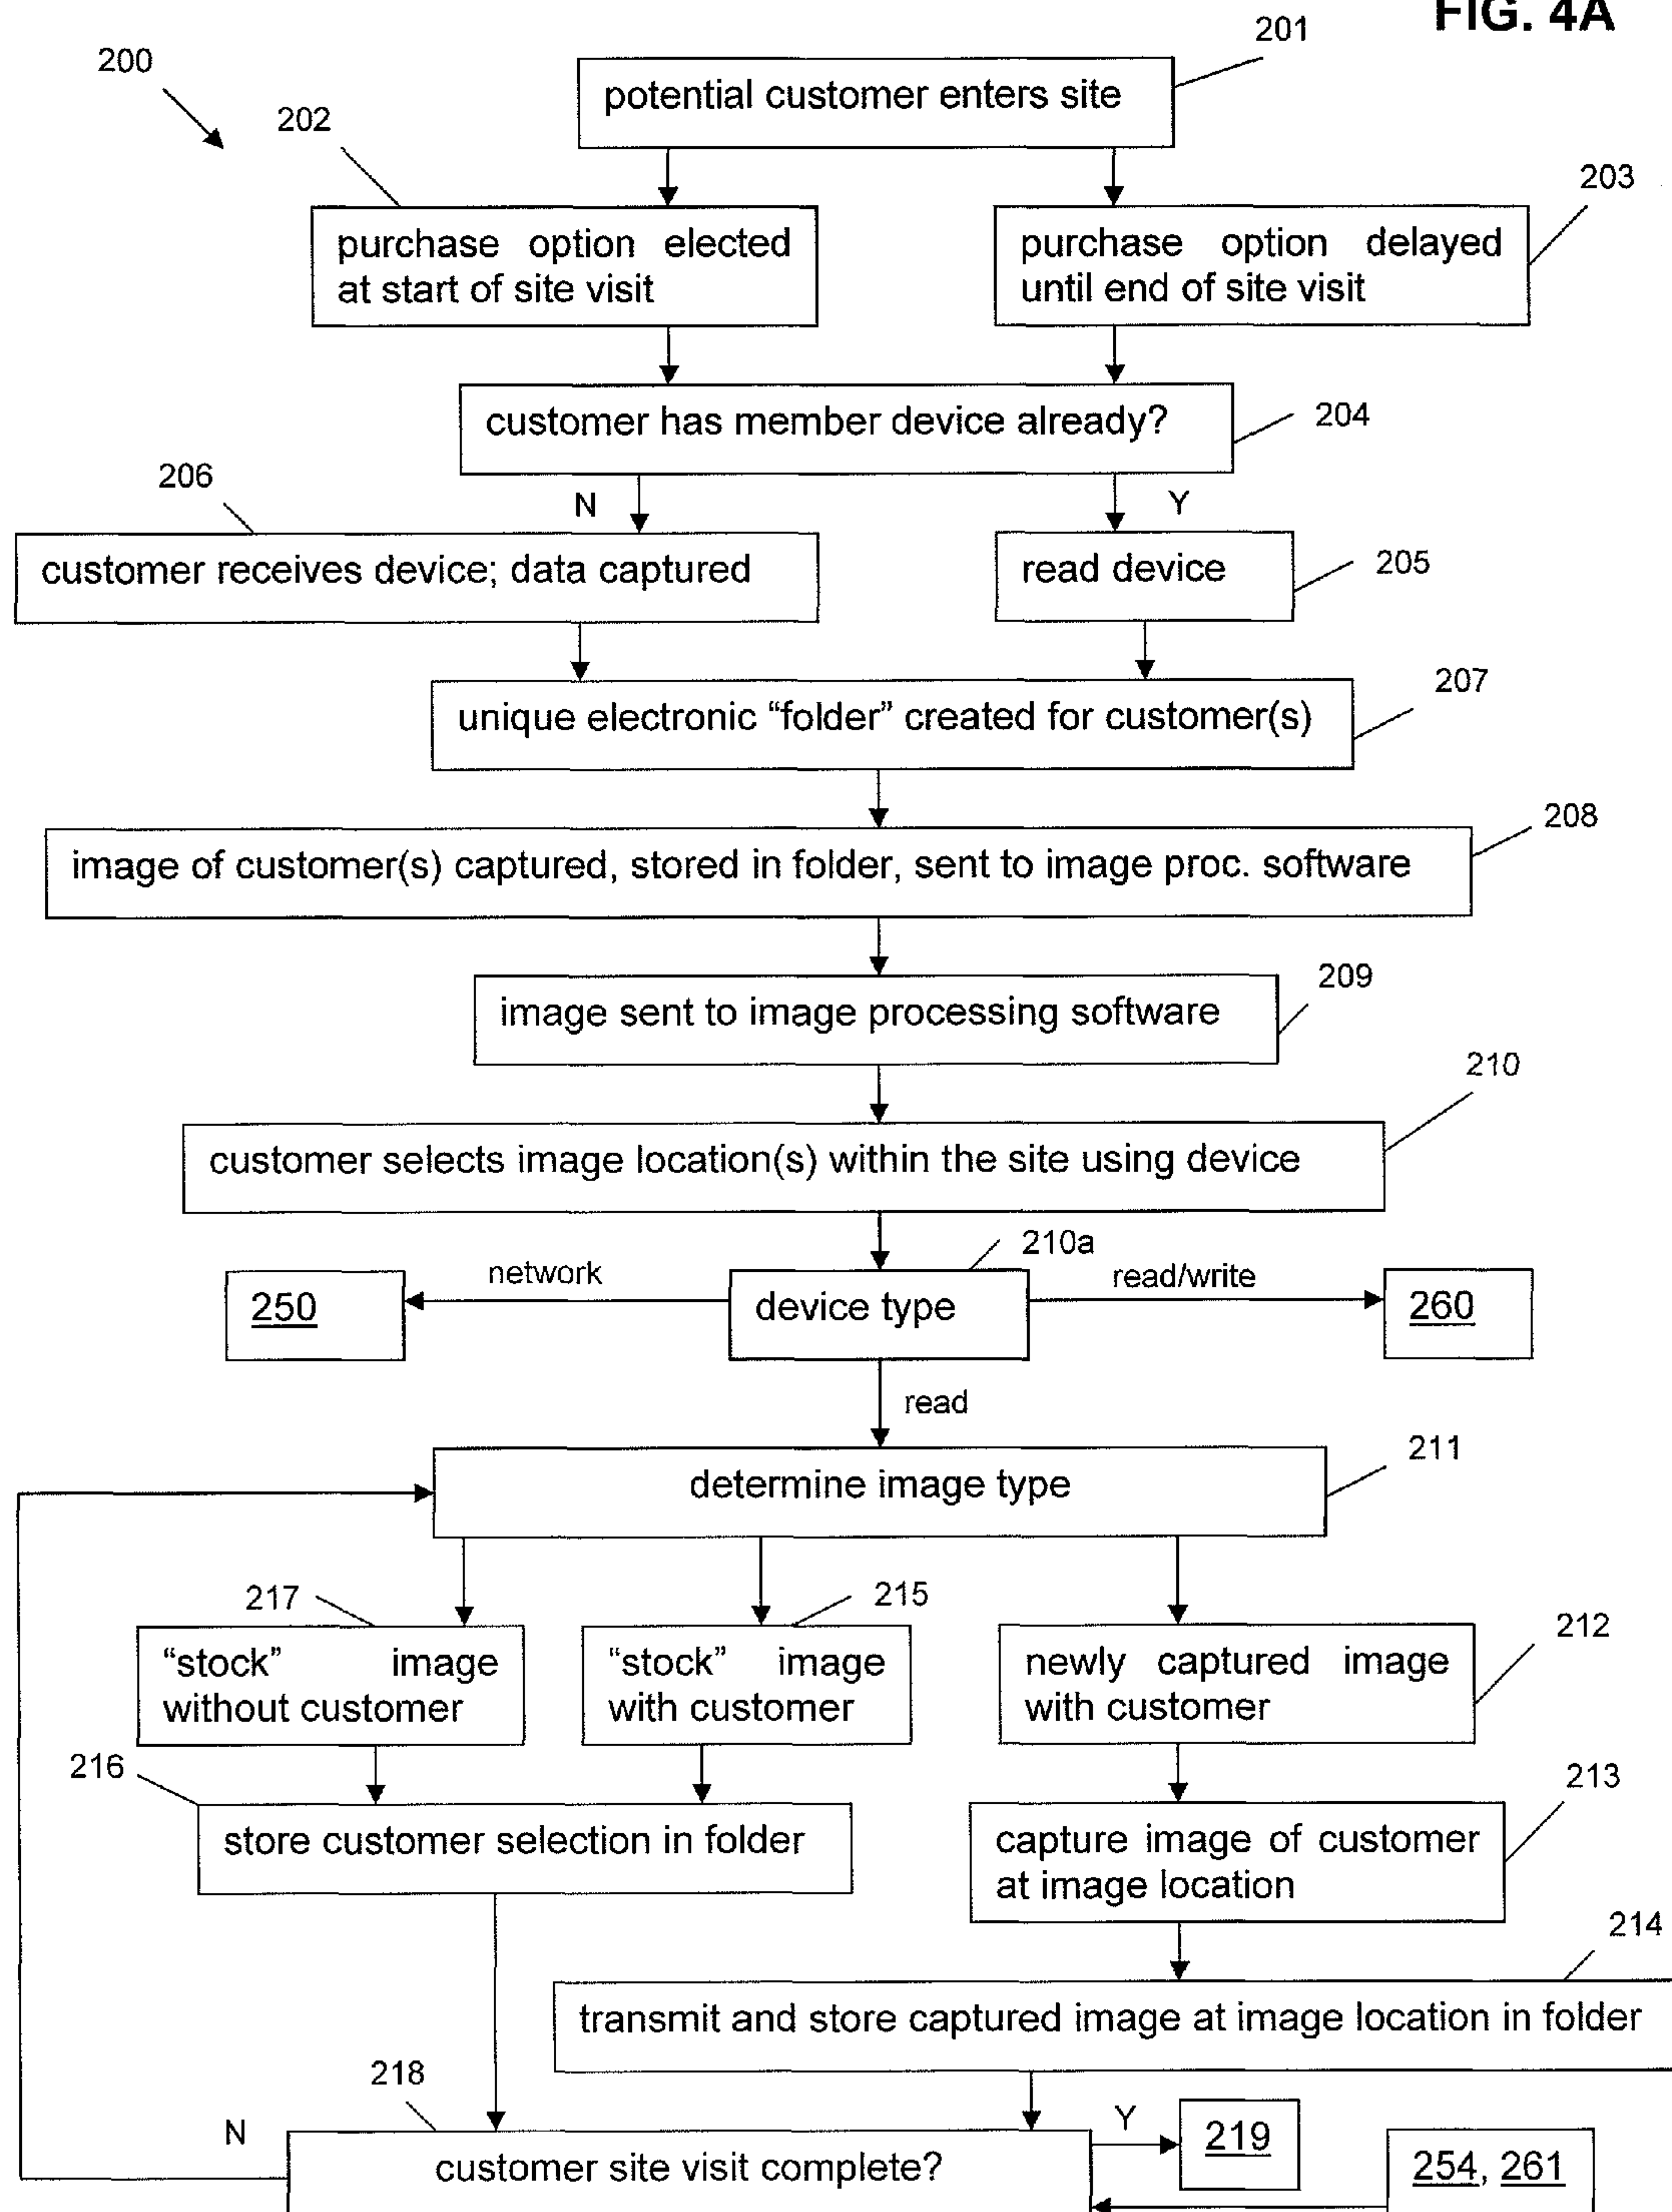 FIG. 4A
200
201
potential customer enters site
202
203
purchase option elected
at start of site visit
purchase option delayed
until end of site visit
customer has member device already?
204
206
N
Y
customer receives device; data captured
read device
205
207
unique electronic “folder” created for customer(s)
208
image of customer(s) captured, stored in folder, sent to image proc. software
209
image sent to image processing software
210
customer selects image location(s) within the site using device
210a
network
read/write
250
device type
260
read
211
determine image type
217
215
212
“stock” image
without customer
“stock” image
with customer
newly captured image
with customer
216
213
store customer selection in folder
capture image of customer
at image location
214
transmit and store captured image at image location in folder
218
N
Y
219
customer site visit complete?
254, 261